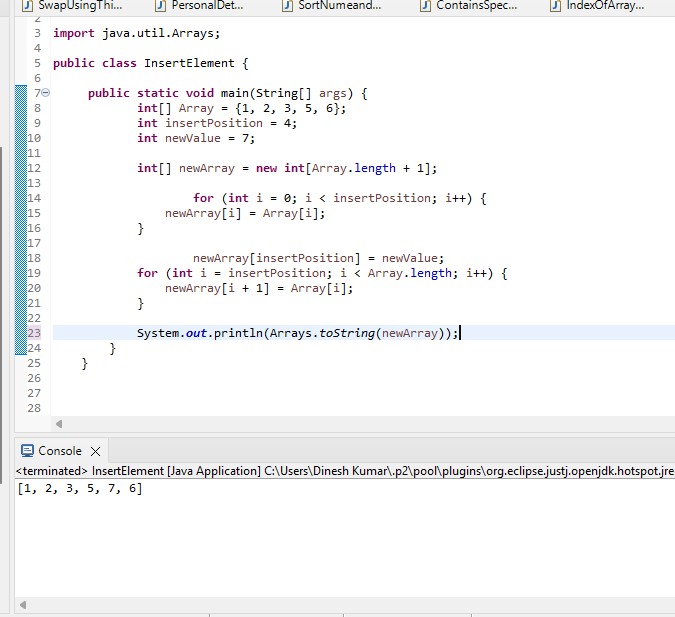 SwapUsingThi... PersonalDet... SortNumeand... ContainsSpec... IndexOfArray...
3 import java.util.Arrays;
4
5 public class InsertElement {
6
7 public static void main(String[] args) {
8 int[] Array = {1, 2, 3, 5, 6};
9 int insertPosition = 4;
10 int newValue = 7;
11
12 int[] newArray = new int[Array.length + 1];
13
14 for (int i = 0; i < insertPosition; i++) {
15 newArray[i] = Array[i];
16 }
17
18 newArray[insertPosition] = newValue;
19 for (int i = insertPosition; i < Array.length; i++) {
20 newArray[i + 1] = Array[i];
21 }
22
23 System.out.println(Arrays.toString(newArray));
24 }
25 }
26
27
28
Console
<terminated> InsertElement [Java Application] C:\Users\Dinesh Kumar\.p2\pool\plugins\org.eclipse.justj.openjdk.hotspot.jre
[1, 2, 3, 5, 7, 6]